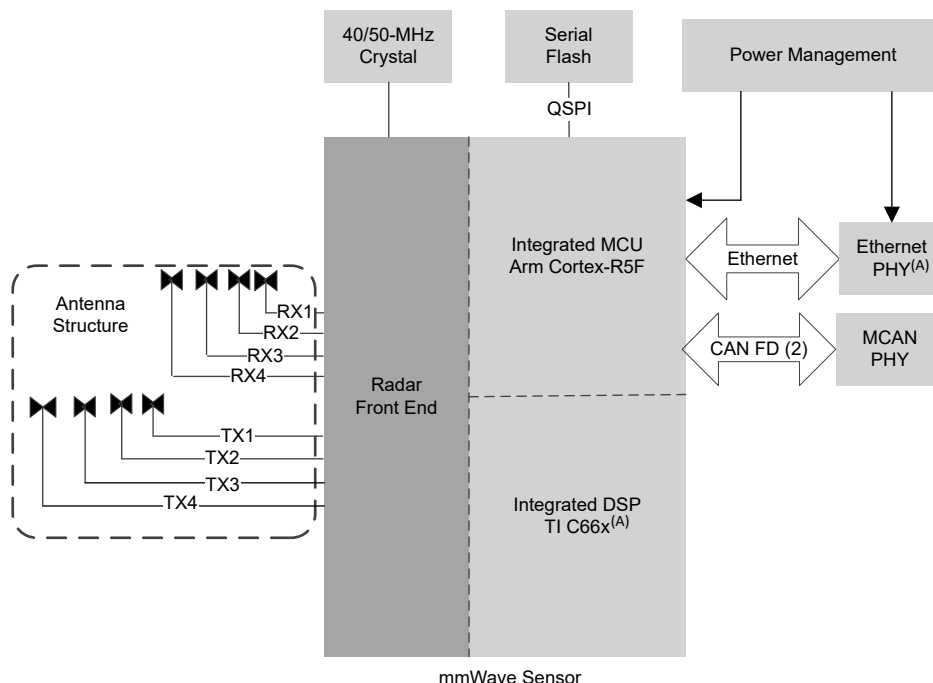 40/50-MHz
Crystal
Serial
Flash
Power Management
QSPI
Integrated MCU
Arm Cortex-R5F
Ethernet
Ethernet
PHY(A)
Antenna
Structure
RX1
RX2
RX3
RX4
CAN FD (2)
MCAN
PHY
Radar
Front End
TX1
TX2
TX3
TX4
Integrated DSP
TI C66x(A)
mmWave Sensor